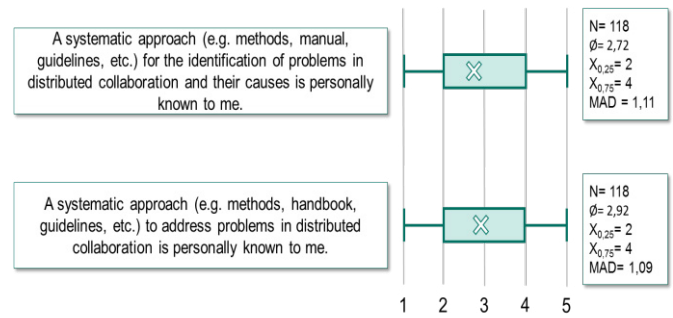 A systematic approach (e.g. methods, manual,
guidelines, etc.) for the identification of problems in
distributed collaboration and their causes is personally
known to me.
N= 118
Ø= 2,72
X0,25= 2
X0,75= 4
MAD = 1,11
A systematic approach (e.g. methods, handbook,
guidelines, etc.) to address problems in distributed
collaboration is personally known to me.
N= 118
Ø= 2,92
X0,25= 2
X0,75= 4
MAD= 1,09
1 2 3 4 5